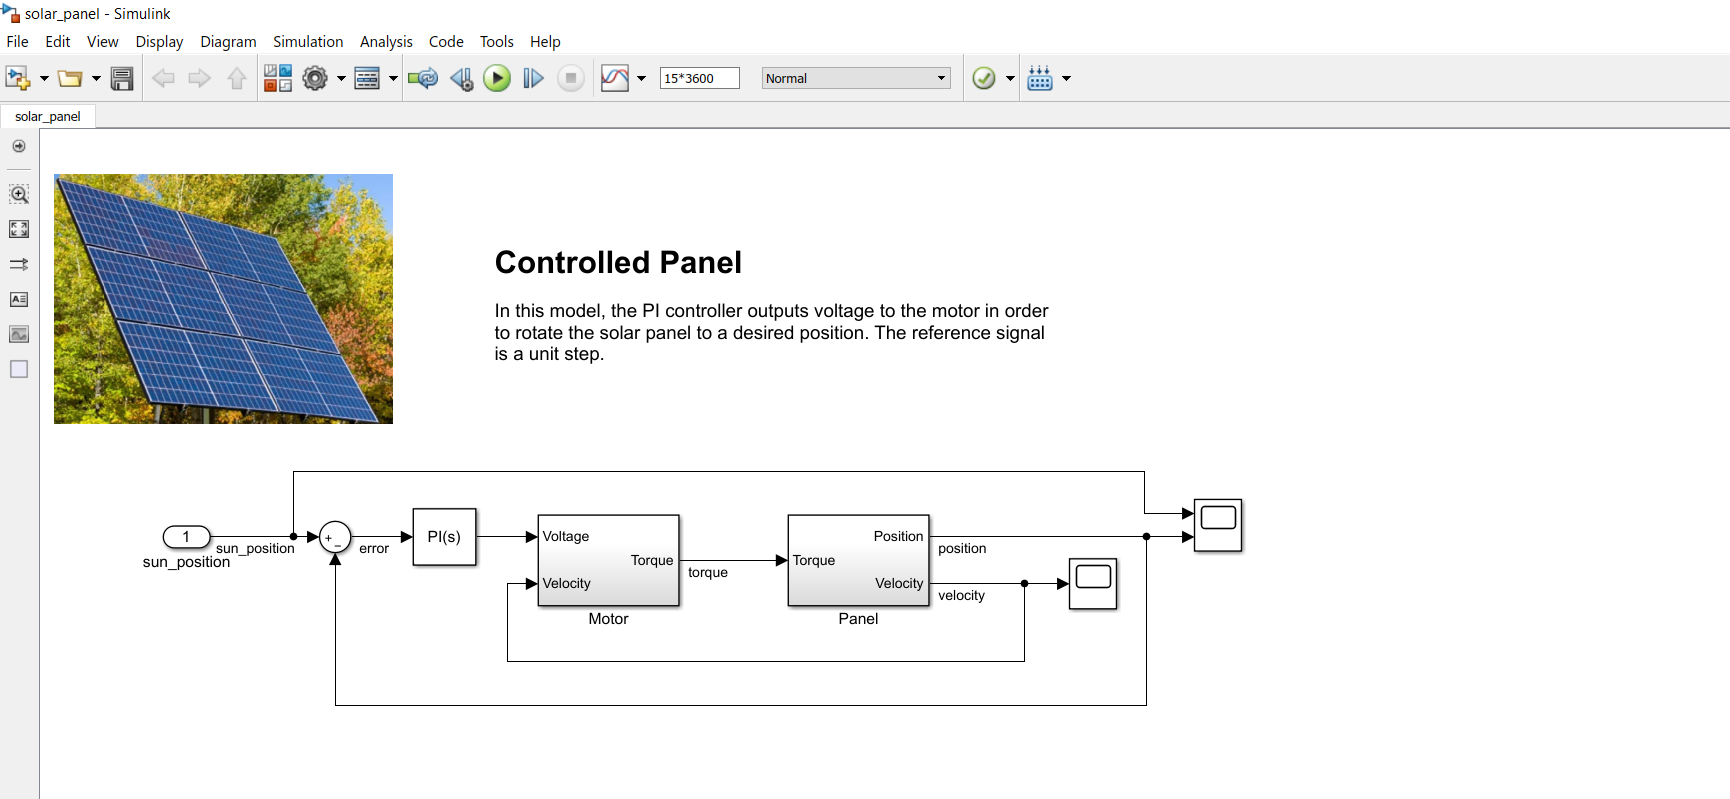 solar_panel - Simulink
File Edit View Display Diagram Simulation Analysis Code Tools Help
15*3600 Normal
solar_panel
Controlled Panel
In this model, the PI controller outputs voltage to the motor in order
to rotate the solar panel to a desired position. The reference signal
is a unit step.
1
sun_position
sun_position
+
−
error
PI(s)
Voltage
Torque
Velocity
Motor
torque
Position
Torque
Velocity
Panel
position
velocity